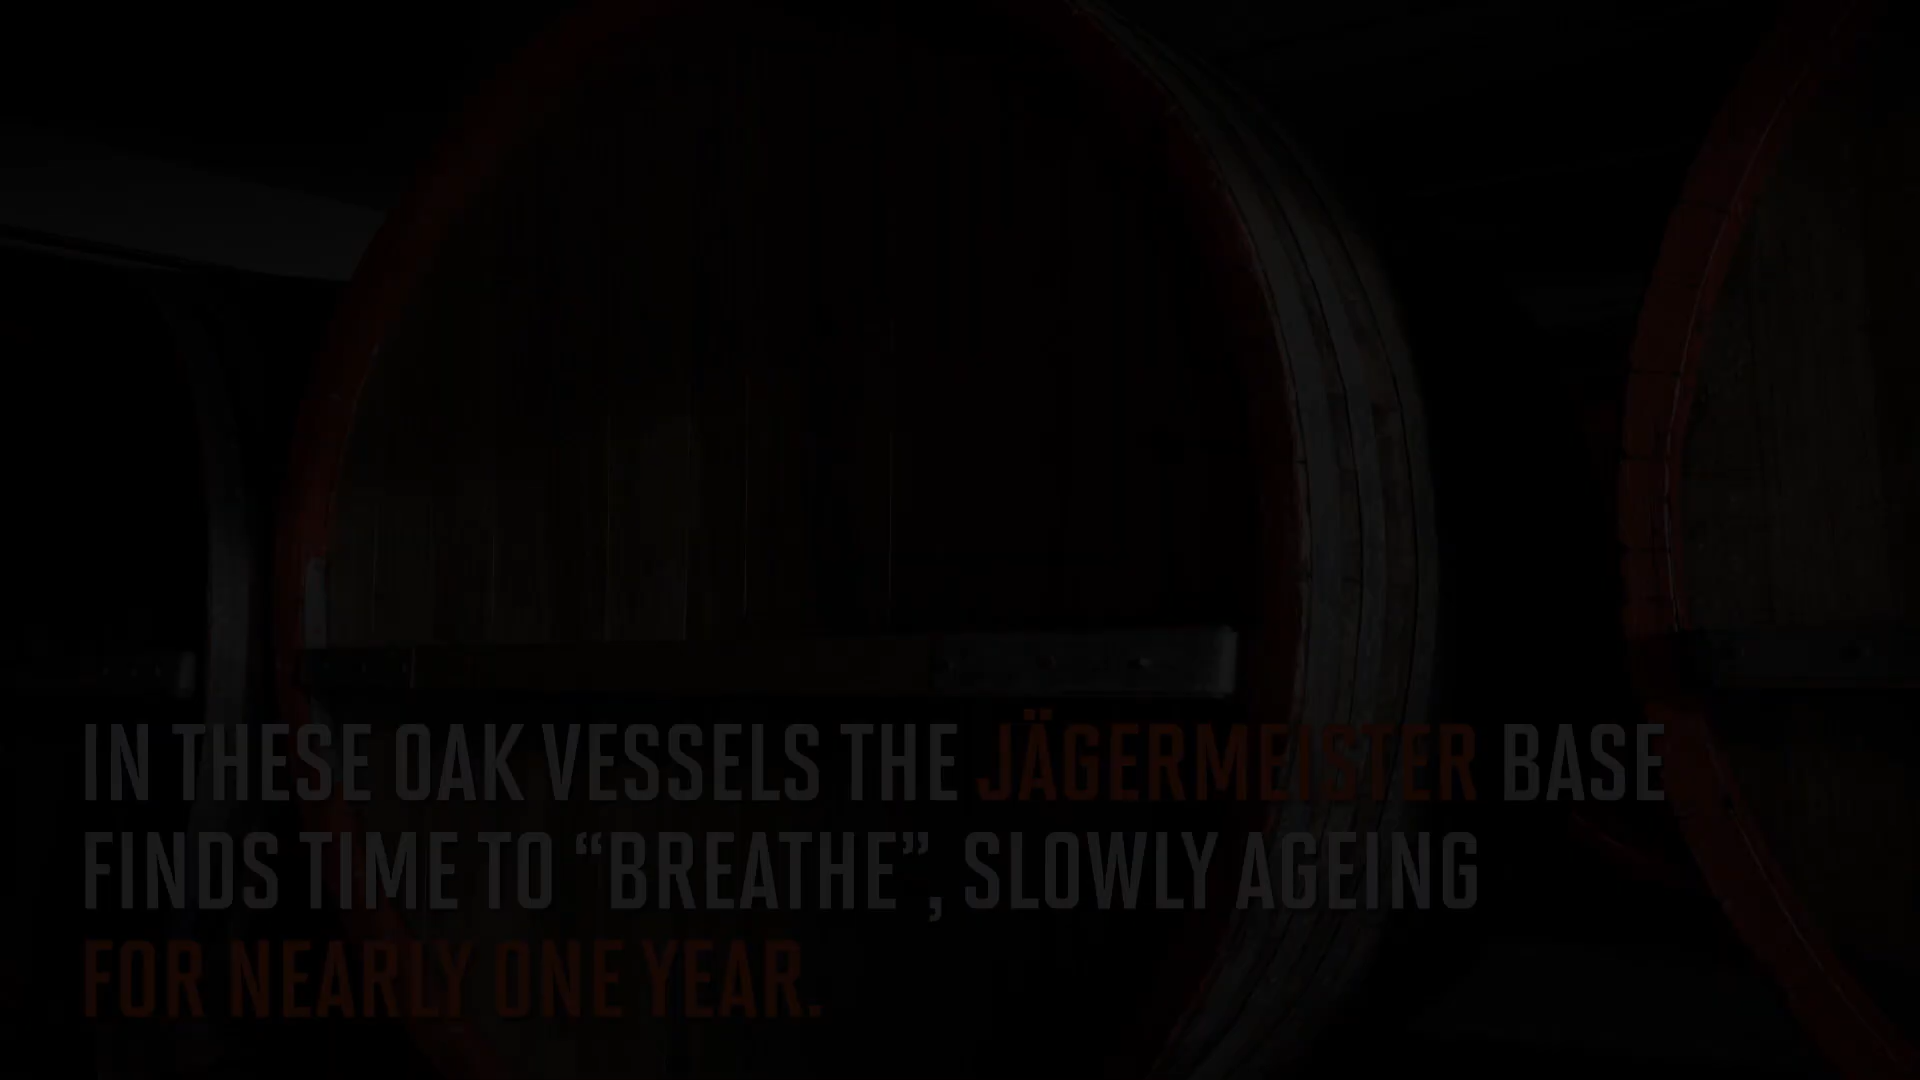 IN THESE OAK VESSELS THE JÄGERMEISTER BASE
FINDS TIME TO “BREATHE”, SLOWLY AGEING
FOR NEARLY ONE YEAR.